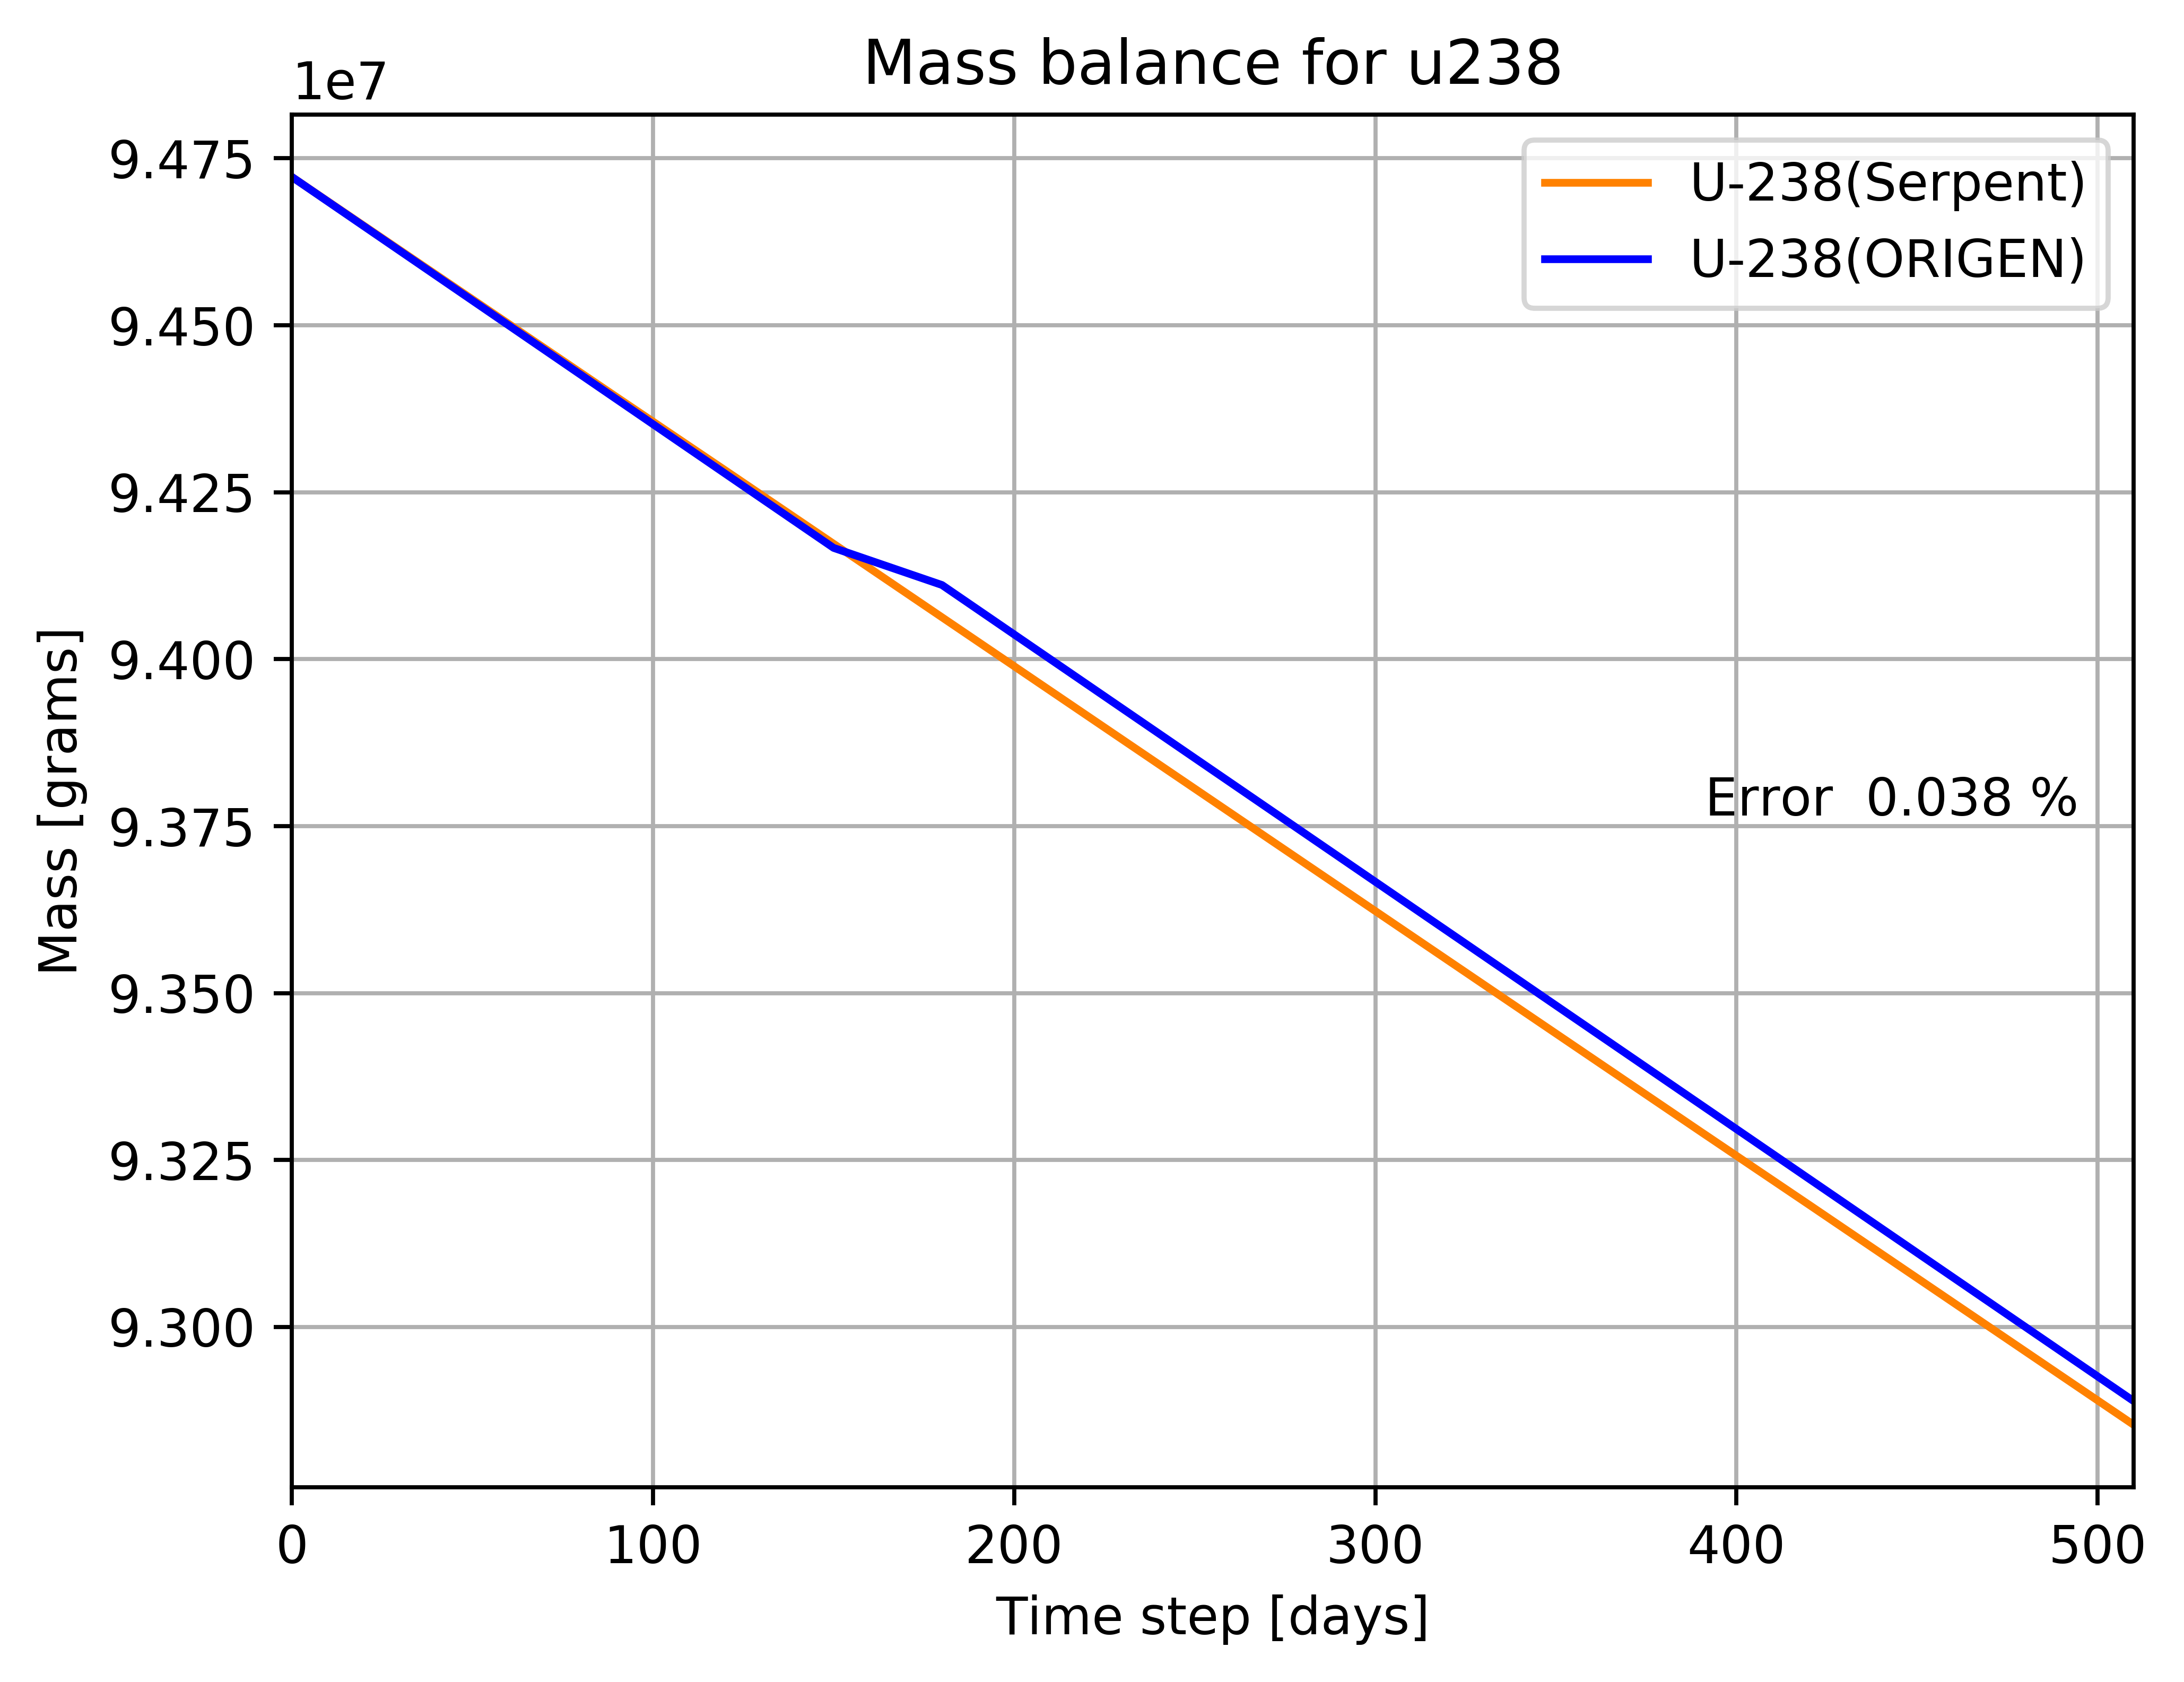 Mass balance for u238
1e7
U-238(Serpent)
U-238(ORIGEN)
9.475
9.450
9.425
9.400
9.375
9.350
9.325
9.300
Mass [grams]
Error  0.038 %
0 100 200 300 400 500
Time step [days]